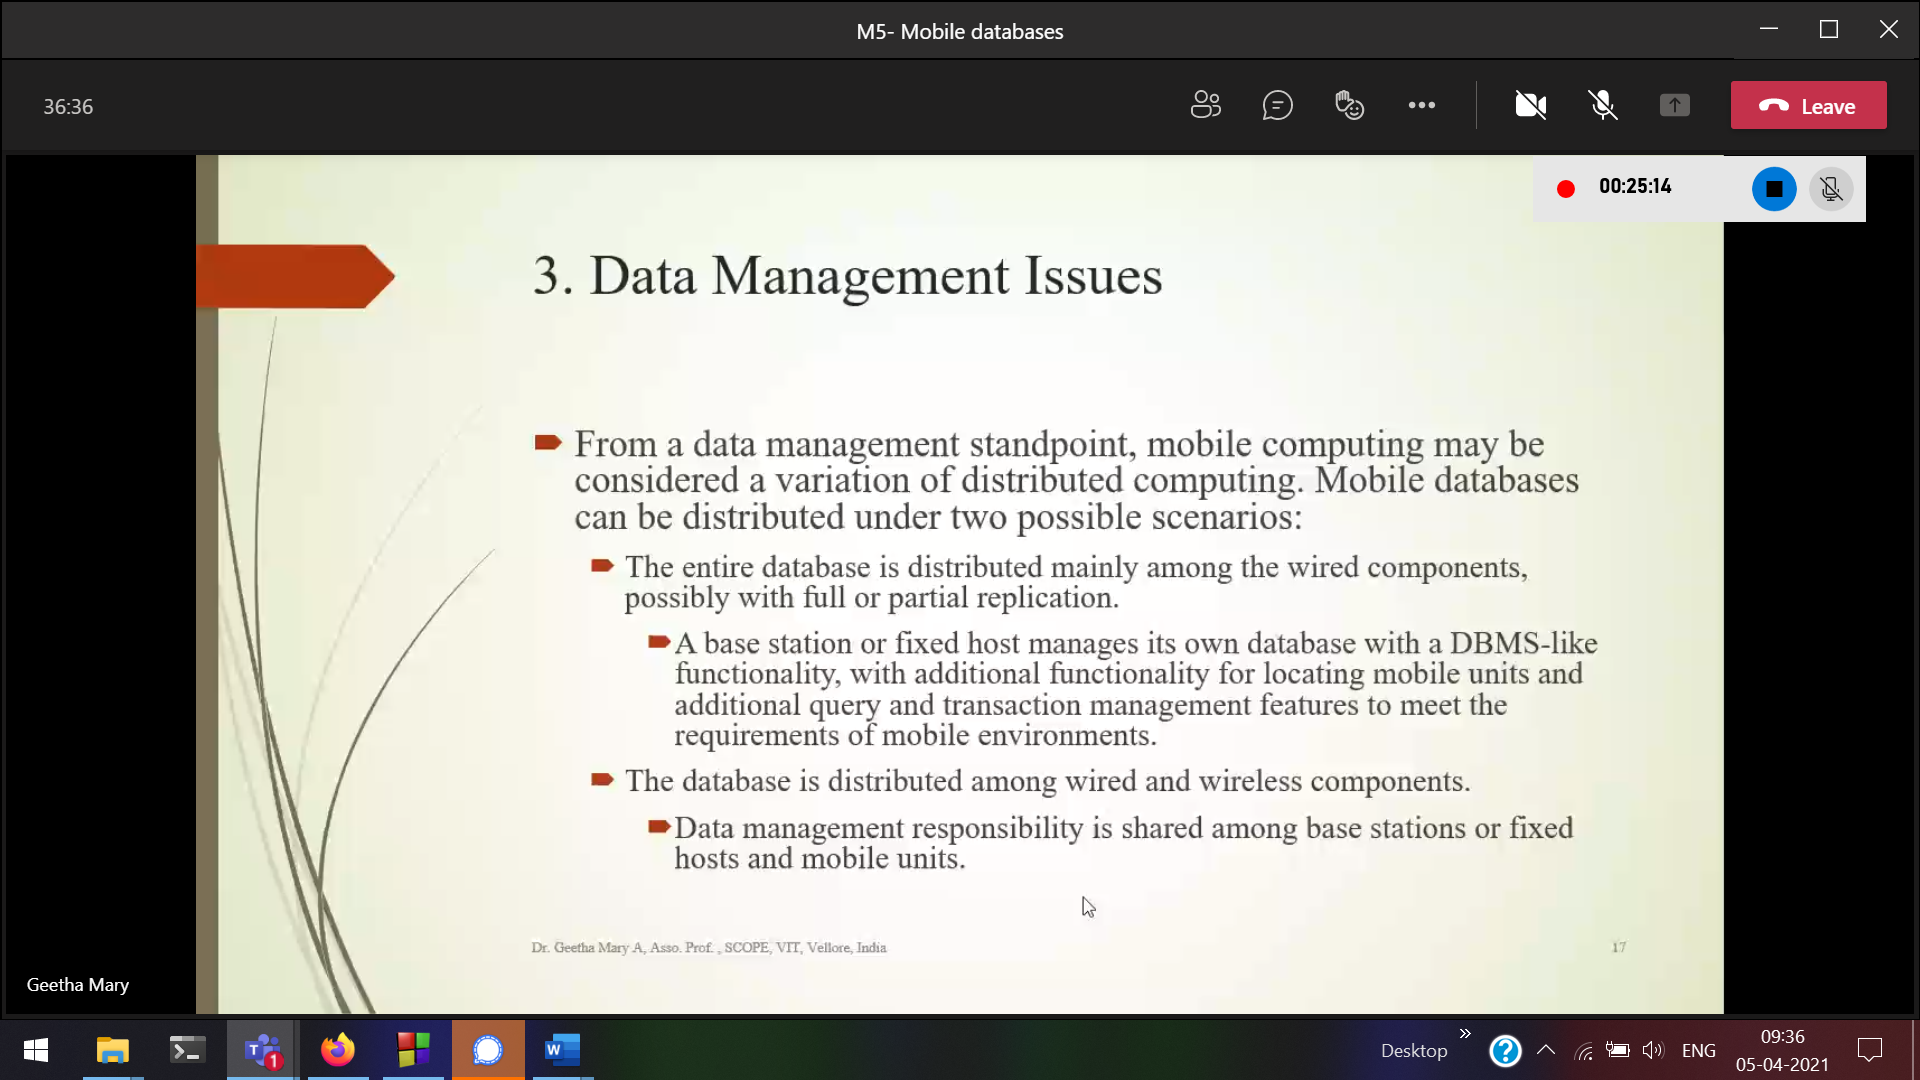 M5- Mobile databases
36:36
Leave
00:25:14
3. Data Management Issues
From a data management standpoint, mobile computing may be
considered a variation of distributed computing. Mobile databases
can be distributed under two possible scenarios:
The entire database is distributed mainly among the wired components,
possibly with full or partial replication.
A base station or fixed host manages its own database with a DBMS-like
functionality, with additional functionality for locating mobile units and
additional query and transaction management features to meet the
requirements of mobile environments.
The database is distributed among wired and wireless components.
Data management responsibility is shared among base stations or fixed
hosts and mobile units.
Dr. Geetha Mary A, Asso. Prof. , SCOPE, VIT, Vellore, India
17
Geetha Mary
T
1
W
Desktop
?
ENG
09:36
05-04-2021